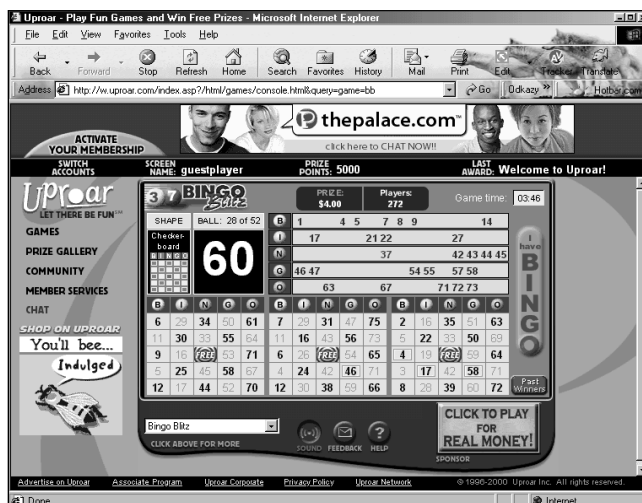 Uproar - Play Fun Games and Win Free Prizes - Microsoft Internet Explorer
File Edit View Favorites Tools Help
Back Forward Stop Refresh Home Search Favorites History Mail Print Edit Tracker Translate
Address http://w.uproar.com/index.asp?/html/games/console.html&query=game=bb Go Odkazy » Hotbar.com
thepalace.com™
click here to CHAT NOW!!
ACTIVATE
YOUR MEMBERSHIP
SWITCH
ACCOUNTS
SCREEN
NAME: guestplayer
PRIZE
POINTS: 5000
LAST
AWARD: Welcome to Uproar!
Uproar
LET THERE BE FUN℠
GAMES
PRIZE GALLERY
COMMUNITY
MEMBER SERVICES
CHAT
SHOP ON UPROAR
You'll bee...
Indulged
3 7 BINGO
Blitz
PRIZE:
$4.00
Players:
272
Game time: 03:46
SHAPE BALL: 28 of 52
Checker-
board
B I N G O
60
B 1 4 5 7 8 9 14
I 17 21 22 27
N 37 42 43 44 45
G 46 47 54 55 57 58
O 63 67 71 72 73
I have
BINGO
B I N G O B I N G O B I N G O
6 29 34 50 61 7 29 31 47 75 2 16 35 51 63
11 30 33 55 64 11 16 43 56 73 5 22 33 50 69
9 16 FREE 53 71 6 26 FREE 54 65 4 19 FREE 59 64
5 25 45 58 67 4 24 42 46 71 3 17 42 58 71
12 17 44 52 70 12 30 38 59 66 8 28 39 60 72
Past
Winners
Bingo Blitz
CLICK ABOVE FOR MORE
SOUND FEEDBACK HELP
CLICK TO PLAY
FOR
REAL MONEY!
SPONSOR
Advertise on Uproar Associate Program Uproar Corporate Privacy Policy Uproar Network © 1996-2000 Uproar Inc. All rights reserved.
Done Internet